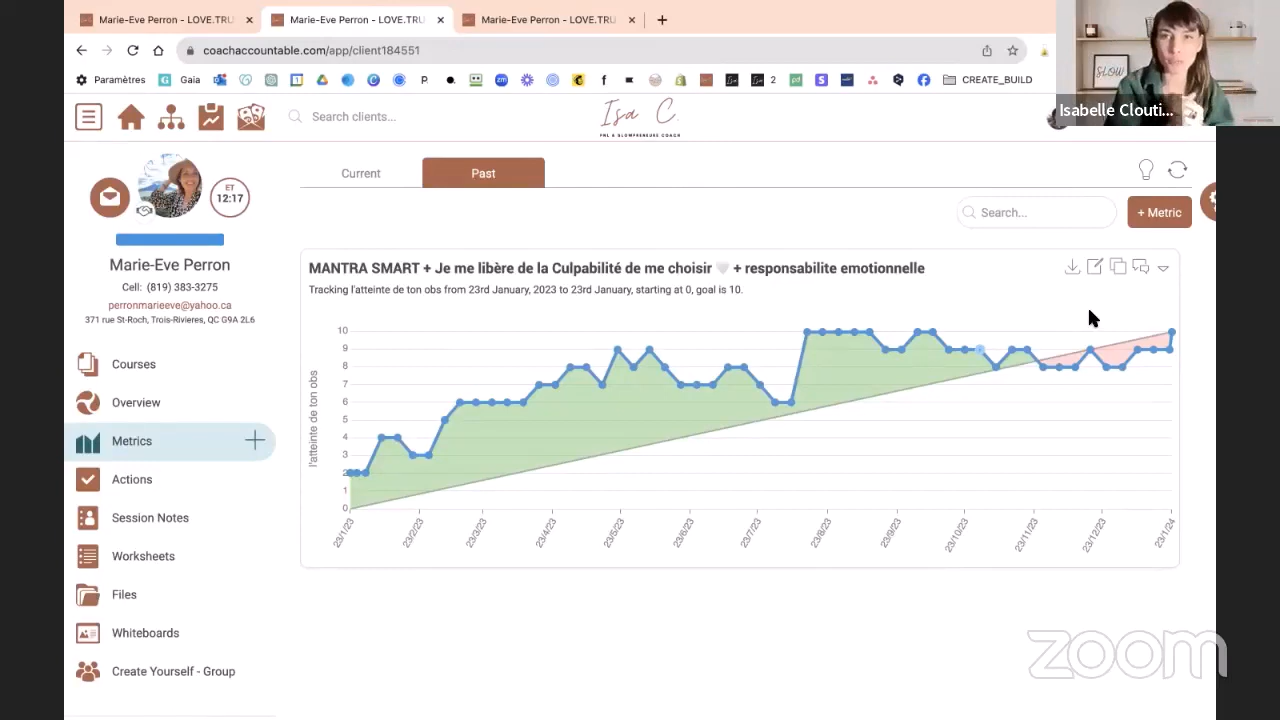 Marie-Eve Perron - LOVE.TRU
Marie-Eve Perron - LOVE.TRU
Marie-Eve Perron - LOVE.TRU
coachaccountable.com/app/client184551
Paramètres
Gaia
2
CREATE_BUILD
SLOW
Isabelle Clouti...
Search clients...
Isa C.
PNL & SLOWPRENEURE COACH
ET
12:17
Marie-Eve Perron
Cell: (819) 383-3275
perronmarieeve@yahoo.ca
371 rue St-Roch, Trois-Rivieres, QC G9A 2L6
Courses
Overview
Metrics
Actions
Session Notes
Worksheets
Files
Whiteboards
Create Yourself - Group
Current
Past
Search...
+ Metric
MANTRA SMART + Je me libère de la Culpabilité de me choisir 🤍 + responsabilite emotionnelle
Tracking l'atteinte de ton obs from 23rd January, 2023 to 23rd January, starting at 0, goal is 10.
l'atteinte de ton obs
10
9
8
7
6
5
4
3
2
1
0
23/1/23
23/2/23
23/3/23
23/4/23
23/5/23
23/6/23
23/7/23
23/8/23
23/9/23
23/10/23
23/11/23
23/12/23
23/1/24
zoom